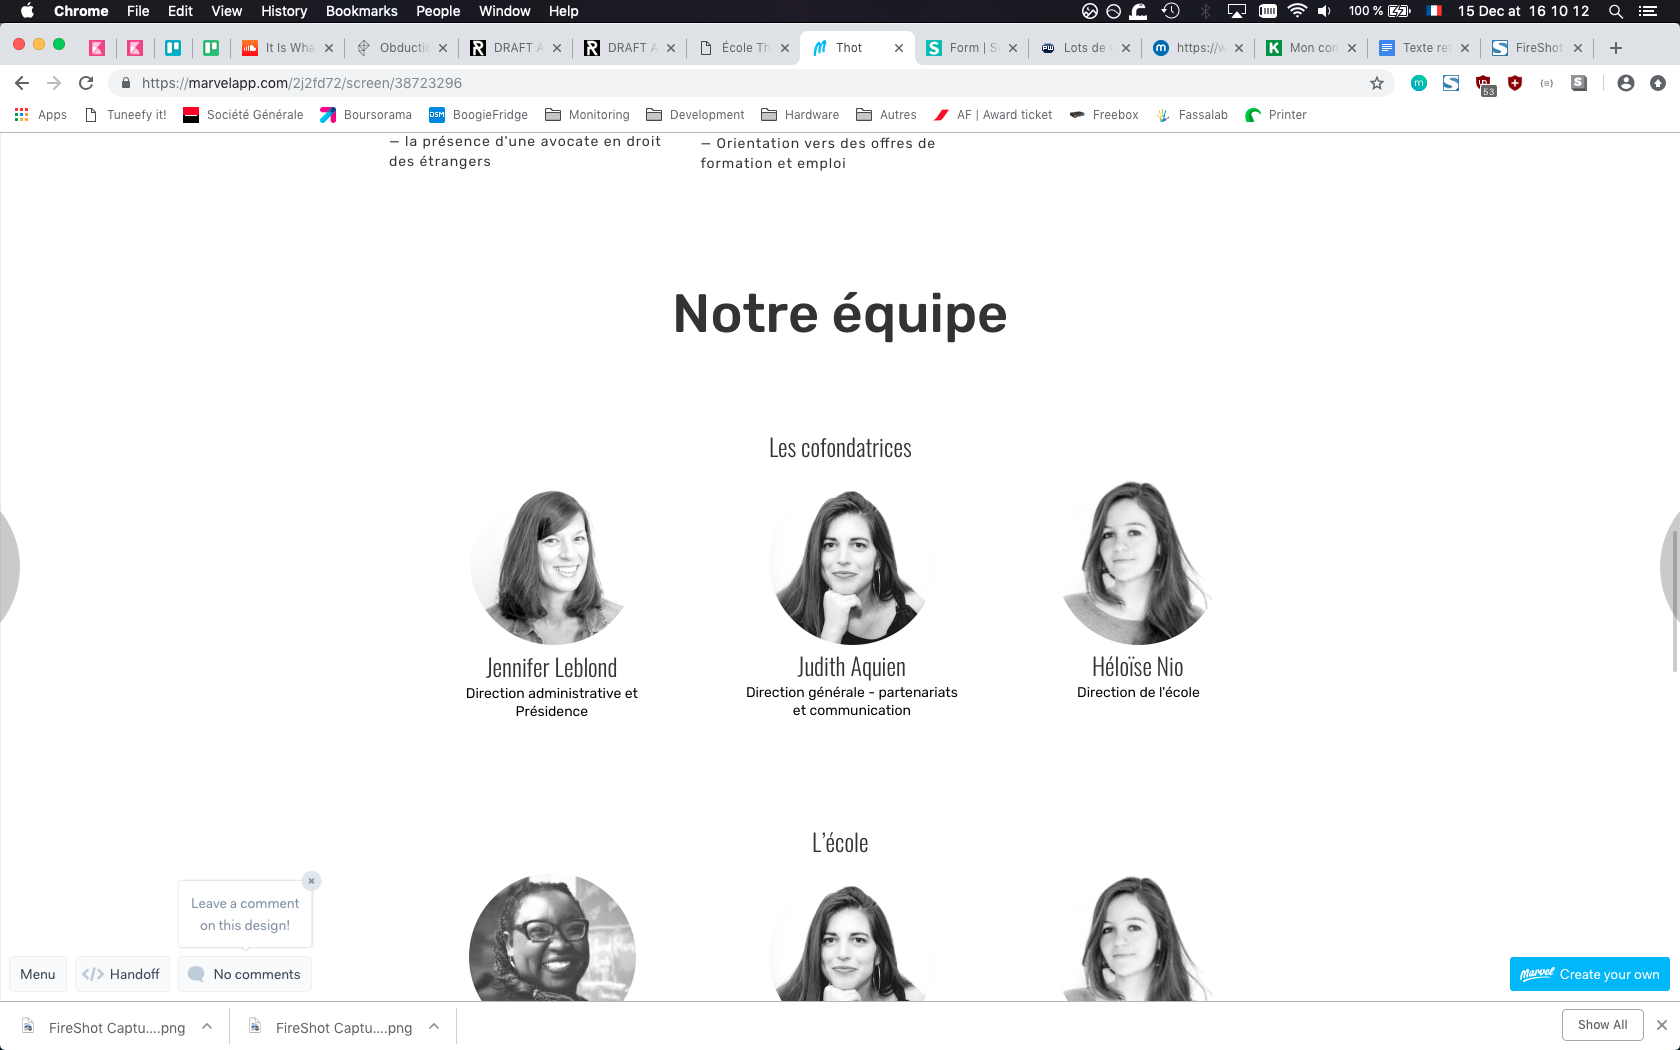 Chrome File Edit View History Bookmarks People Window Help 100 % 15 Dec at 16 10 12
It Is Wha Obductio DRAFT A DRAFT A École Th Thot Form | S Lots de https://w Mon con Texte ret FireShot
https://marvelapp.com/2j2fd72/screen/38723296 53
Apps Tuneefy it! Société Générale Boursorama BoogieFridge Monitoring Development Hardware Autres AF | Award ticket Freebox Fassalab Printer
– la présence d'une avocate en droit
des étrangers
– Orientation vers des offres de
formation et emploi
Notre équipe
Les cofondatrices
Jennifer Leblond
Direction administrative et
Présidence
Judith Aquien
Direction générale - partenariats
et communication
Héloïse Nio
Direction de l'école
L’école
Leave a comment
on this design!
Menu </> Handoff No comments
Marvel Create your own
FireShot Captu....png FireShot Captu....png Show All